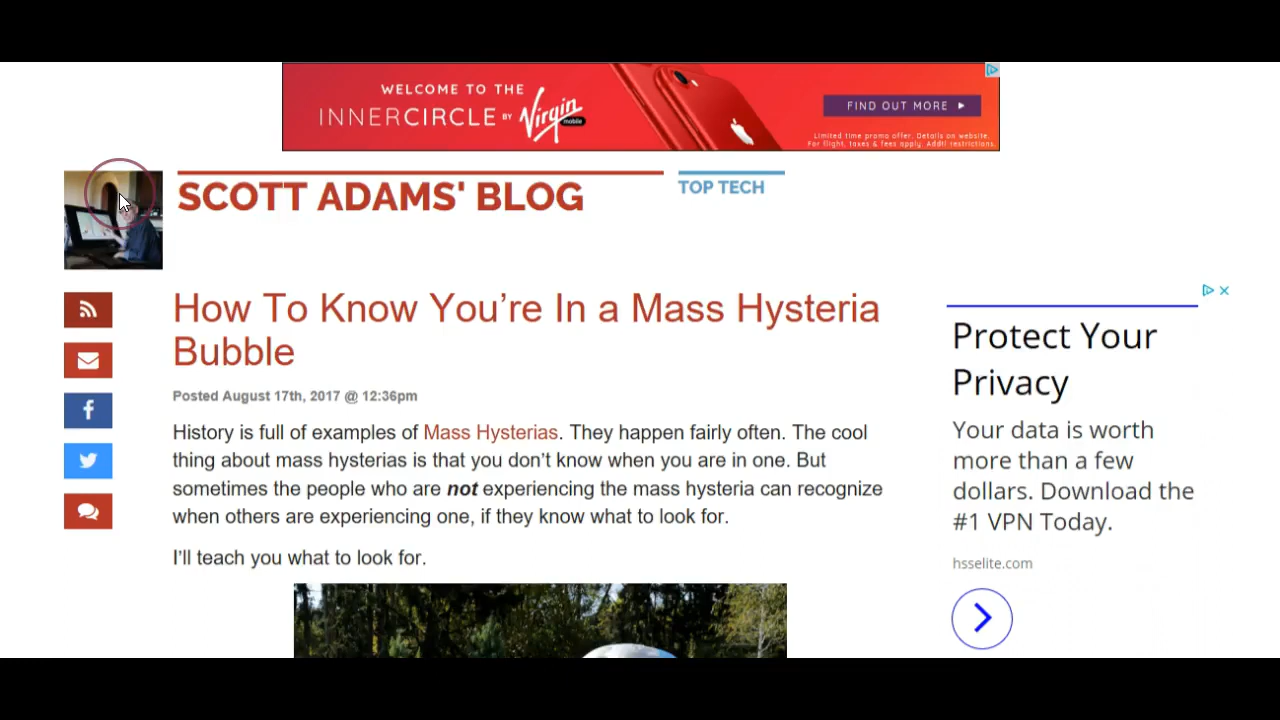 WELCOME TO THE
INNERCIRCLE BY Virgin mobile
FIND OUT MORE
Limited time promo offer. Details on website.
For flight, taxes & fees apply. Addtl restrictions.
SCOTT ADAMS' BLOG
TOP TECH
How To Know You’re In a Mass Hysteria
Bubble
Posted August 17th, 2017 @ 12:36pm
History is full of examples of Mass Hysterias. They happen fairly often. The cool
thing about mass hysterias is that you don’t know when you are in one. But
sometimes the people who are not experiencing the mass hysteria can recognize
when others are experiencing one, if they know what to look for.
I’ll teach you what to look for.
Protect Your
Privacy
Your data is worth
more than a few
dollars. Download the
#1 VPN Today.
hsselite.com